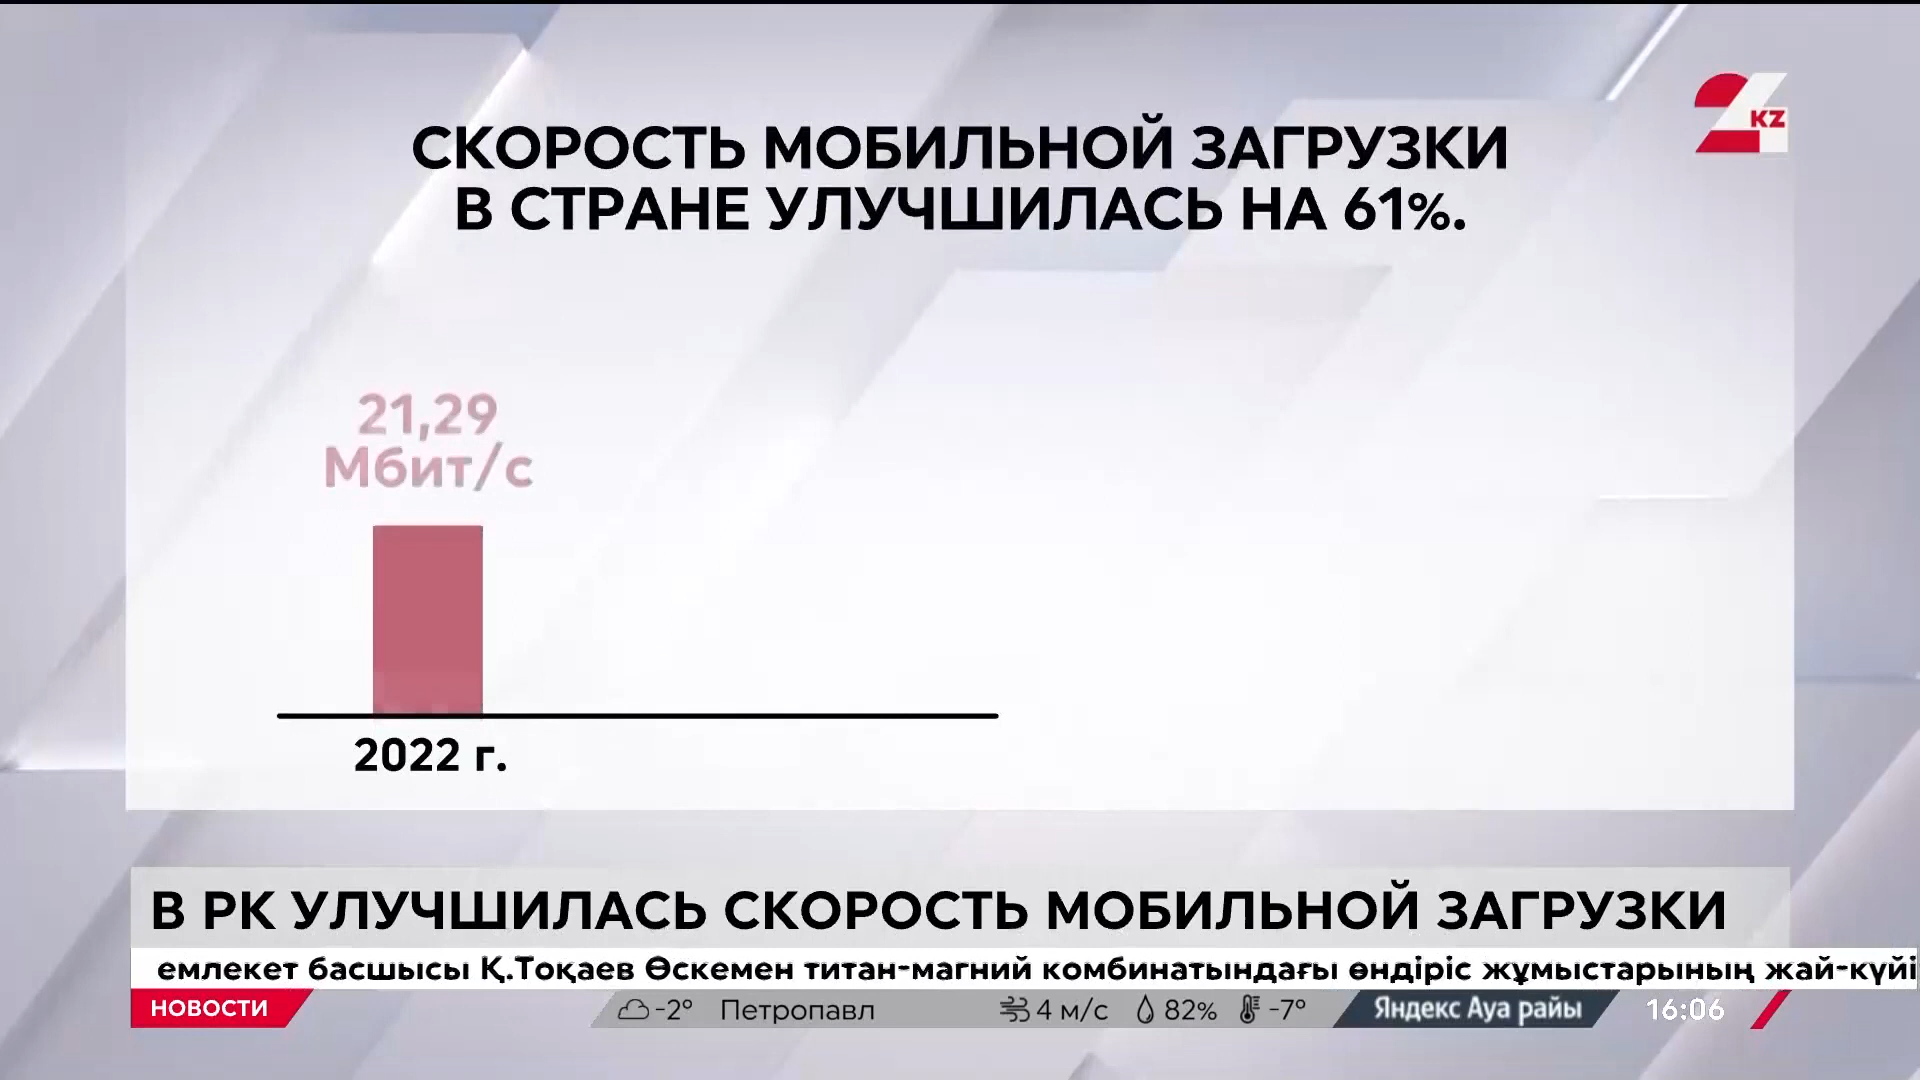 СКОРОСТЬ МОБИЛЬНОЙ ЗАГРУЗКИ
В СТРАНЕ УЛУЧШИЛАСЬ НА 61%.
24 KZ
21,29
Мбит/с
2022 г.
В РК УЛУЧШИЛАСЬ СКОРОСТЬ МОБИЛЬНОЙ ЗАГРУЗКИ
емлекет басшысы Қ.Тоқаев Өскемен титан-магний комбинатындағы өндіріс жұмыстарының жай-күйі
НОВОСТИ
-2° Петропавл 4 м/с 82% -7° Яндекс Ауа райы 16:06